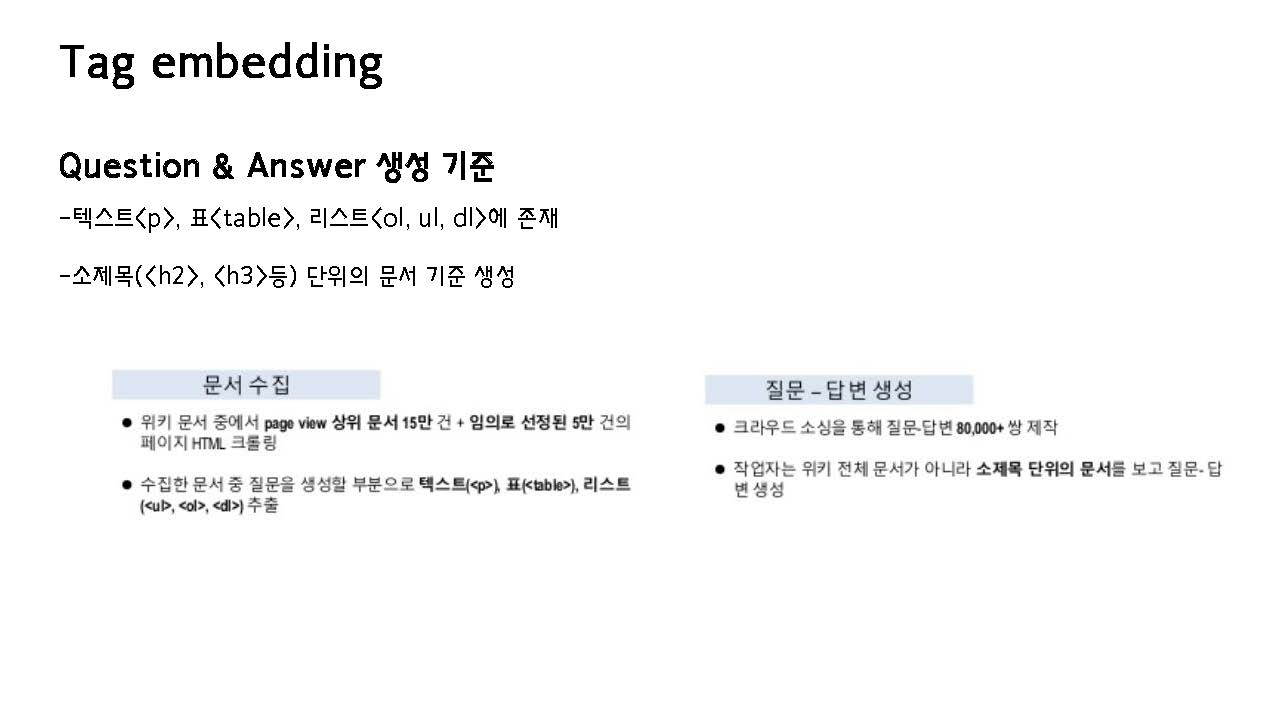 Tag embedding
Question & Answer 생성 기준
-텍스트<p>, 표<table>, 리스트<ol, ul, dl>에 존재
-소제목(<h2>, <h3>등) 단위의 문서 기준 생성
문서 수집
● 위키 문서 중에서 page view 상위 문서 15만 건 + 임의로 선정된 5만 건의
페이지 HTML 크롤링
● 수집한 문서 중 질문을 생성할 부분으로 텍스트(<p>), 표(<table>), 리스트
(<ul>, <ol>, <dl>) 추출
질문 – 답변 생성
● 크라우드 소싱을 통해 질문-답변 80,000+ 쌍 제작
● 작업자는 위키 전체 문서가 아니라 소제목 단위의 문서를 보고 질문- 답
변 생성